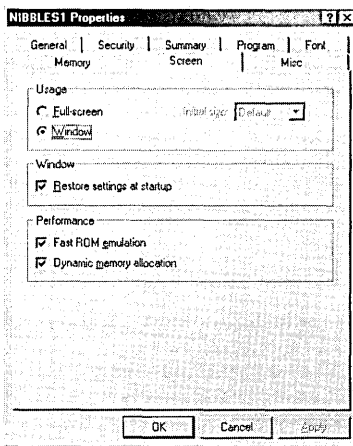 NIBBLES1 Properties
General Security Summary Program Font
Memory Screen Misc
Usage
Full-screen Initial size: Default
Window
Window
Restore settings at startup
Performance
Fast ROM emulation
Dynamic memory allocation
OK Cancel Apply